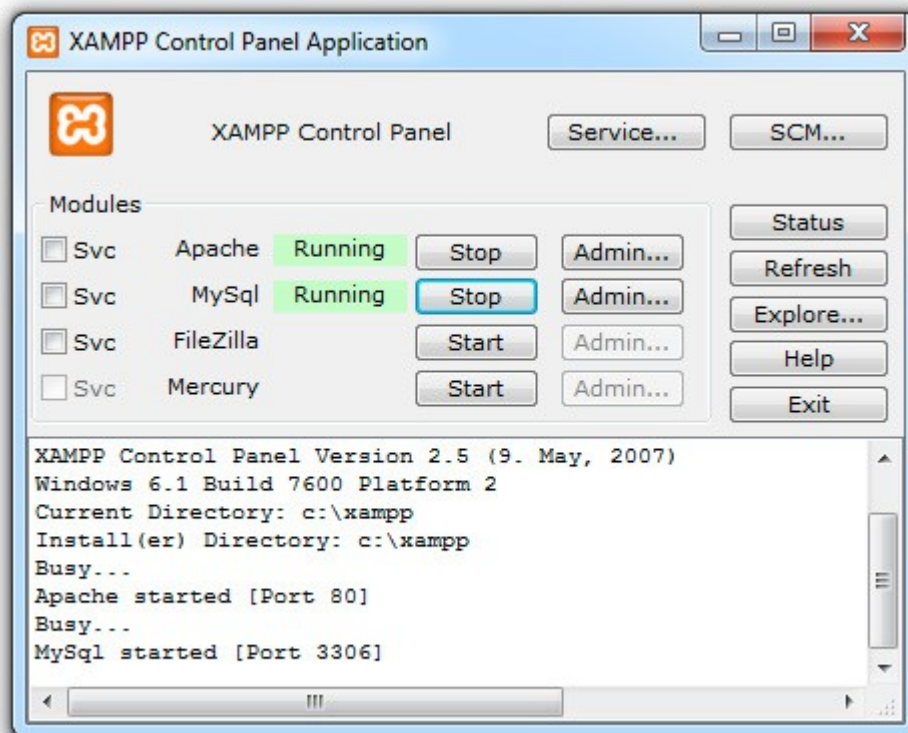 XAMPP Control Panel Application
XAMPP Control Panel Service... SCM...
Modules
Svc Apache Running Stop Admin...
Svc MySql Running Stop Admin...
Svc FileZilla Start Admin...
Svc Mercury Start Admin...
Status
Refresh
Explore...
Help
Exit
XAMPP Control Panel Version 2.5 (9. May, 2007)
Windows 6.1 Build 7600 Platform 2
Current Directory: c:\xampp
Install(er) Directory: c:\xampp
Busy...
Apache started [Port 80]
Busy...
MySql started [Port 3306]